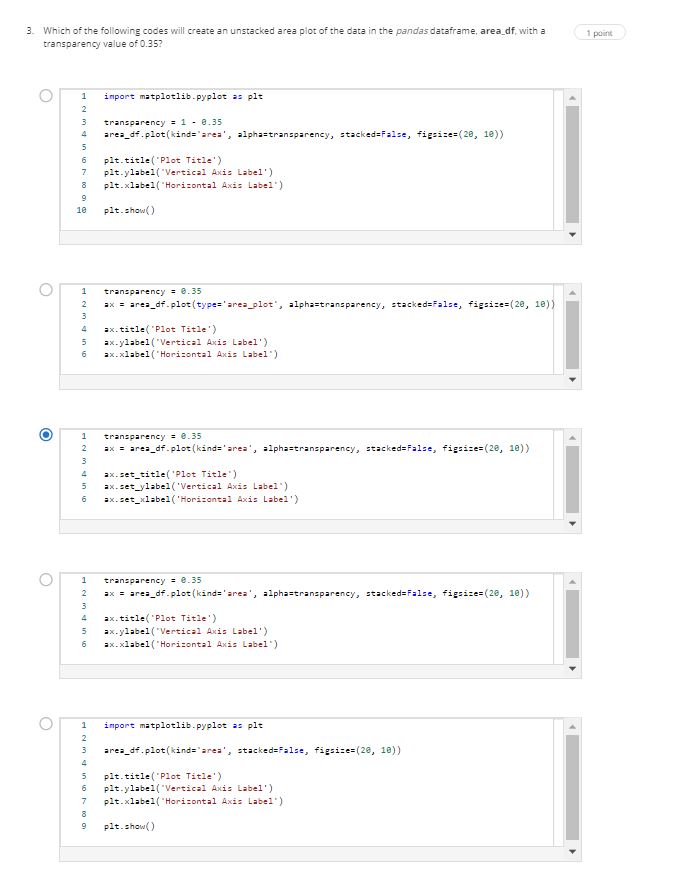 3. Which of the following codes will create an unstacked area plot of the data in the pandas dataframe, area_df, with a
transparency value of 0.35?
1 point
1 import matplotlib.pyplot as plt
2
3 transparency = 1 - 0.35
4 area_df.plot(kind='area', alpha=transparency, stacked=False, figsize=(20, 10))
5
6 plt.title('Plot Title')
7 plt.ylabel('Vertical Axis Label')
8 plt.xlabel('Horizontal Axis Label')
9
10 plt.show()
1 transparency = 0.35
2 ax = area_df.plot(type='area_plot', alpha=transparency, stacked=False, figsize=(20, 10))
3
4 ax.title('Plot Title')
5 ax.ylabel('Vertical Axis Label')
6 ax.xlabel('Horizontal Axis Label')
1 transparency = 0.35
2 ax = area_df.plot(kind='area', alpha=transparency, stacked=False, figsize=(20, 10))
3
4 ax.set_title('Plot Title')
5 ax.set_ylabel('Vertical Axis Label')
6 ax.set_xlabel('Horizontal Axis Label')
1 transparency = 0.35
2 ax = area_df.plot(kind='area', alpha=transparency, stacked=False, figsize=(20, 10))
3
4 ax.title('Plot Title')
5 ax.ylabel('Vertical Axis Label')
6 ax.xlabel('Horizontal Axis Label')
1 import matplotlib.pyplot as plt
2
3 area_df.plot(kind='area', stacked=False, figsize=(20, 10))
4
5 plt.title('Plot Title')
6 plt.ylabel('Vertical Axis Label')
7 plt.xlabel('Horizontal Axis Label')
8
9 plt.show()